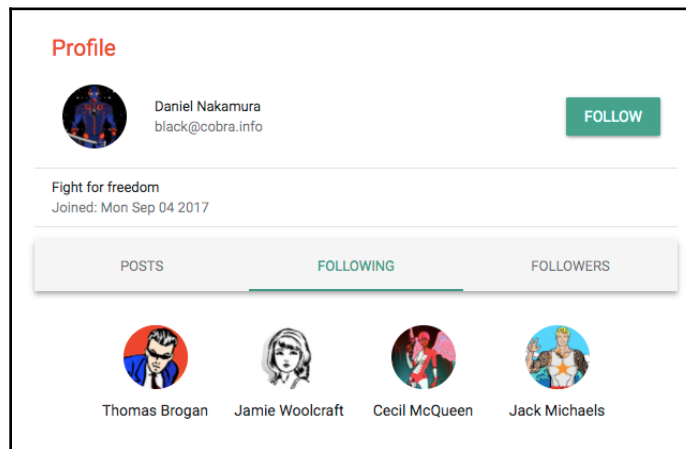 Profile
Daniel Nakamura
black@cobra.info
FOLLOW
Fight for freedom
Joined: Mon Sep 04 2017
POSTS FOLLOWING FOLLOWERS
Thomas Brogan Jamie Woolcraft Cecil McQueen Jack Michaels